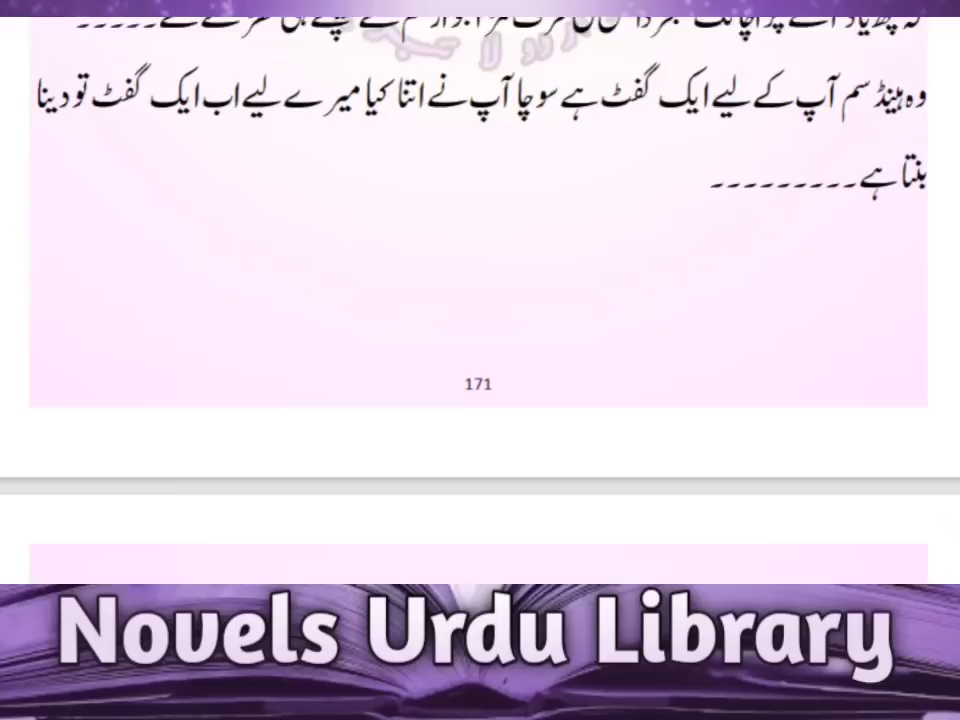 وہ ہینڈسم آپ کے لیے ایک گفٹ ہے سوچا آپ نے اتنا کیا میرے لیے اب ایک گفٹ تو دینا
بنتا ہے۔۔۔۔۔۔۔۔۔
171
Novels Urdu Library